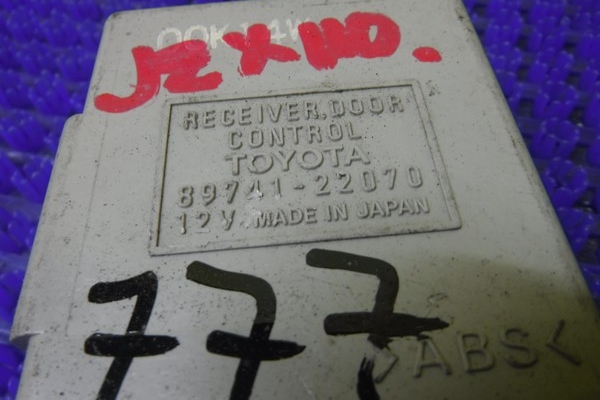 JZX110.
RECEIVER,DOOR
CONTROL
TOYOTA
89741-22070
12V MADE IN JAPAN
777
>ABS<